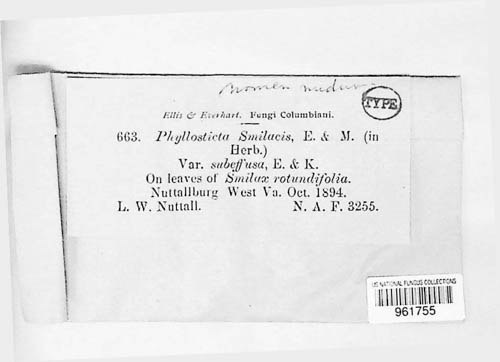 nomen nudum
TYPE
Ellis & Everhart. Fungi Columbiani.
663. Phyllosticta Smilacis, E. & M. (in
Herb.)
Var. subeffusa, E. & K.
On leaves of Smilax rotundifolia.
Nuttallburg West Va. Oct. 1894.
L. W. Nuttall. N. A. F. 3255.
US NATIONAL FUNGUS COLLECTIONS
961755